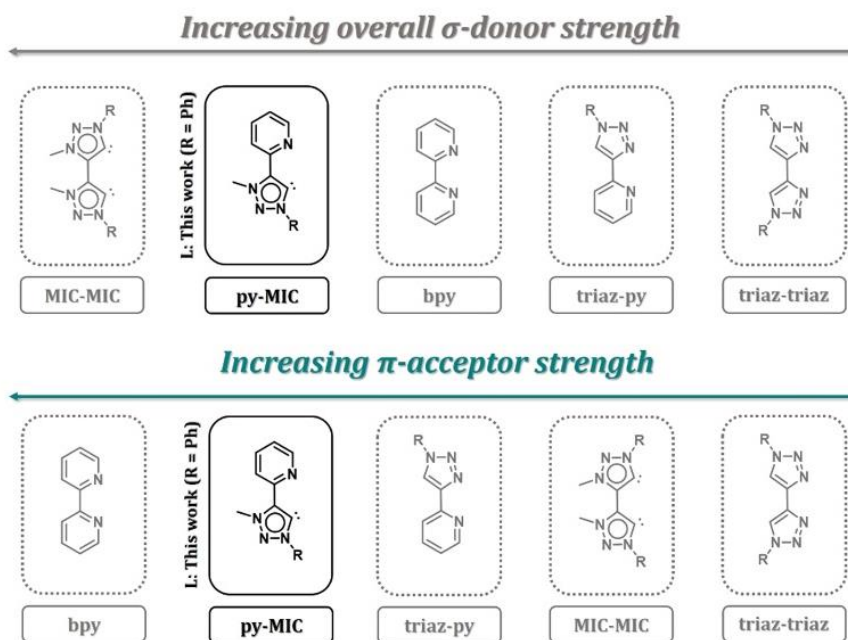 Increasing overall σ-donor strength
L: This work (R = Ph)
R
N N
N
N
N
N N
R
MIC-MIC
N
N
N N
R
py-MIC
N
N
bpy
R
N N
N
N
triaz-py
R
N N
N
N
N N
R
triaz-triaz
Increasing π-acceptor strength
L: This work (R = Ph)
N
N
bpy
N
N
N N
R
py-MIC
R
N N
N
N
triaz-py
R
N N
N
N
N N
R
MIC-MIC
R
N N
N
N
N N
R
triaz-triaz